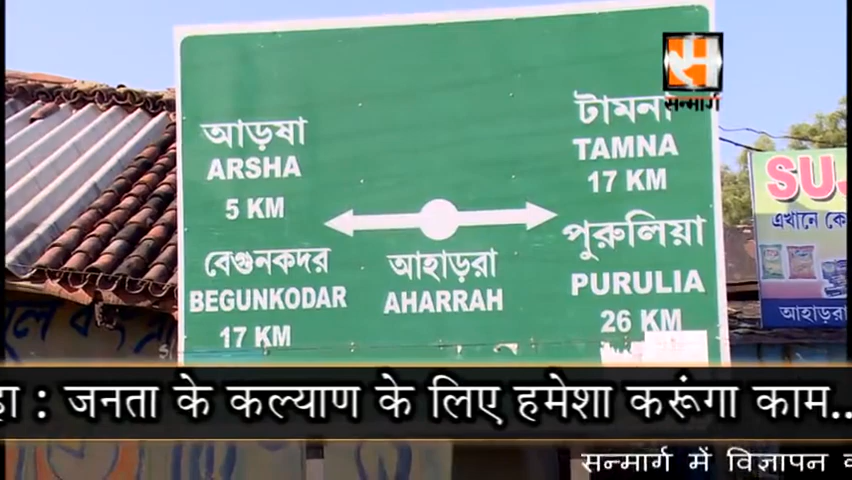 स
सन्मार्ग
আড়ষা
ARSHA
5 KM
টামনা
TAMNA
17 KM
বেগুনকদর
BEGUNKODAR
17 KM
আহাড়রা
AHARRAH
পুরুলিয়া
PURULIA
26 KM
এখানে
আহাড়রা
: जनता के कल्याण के लिए हमेशा करूंगा काम..
सन्मार्ग में विज्ञापन